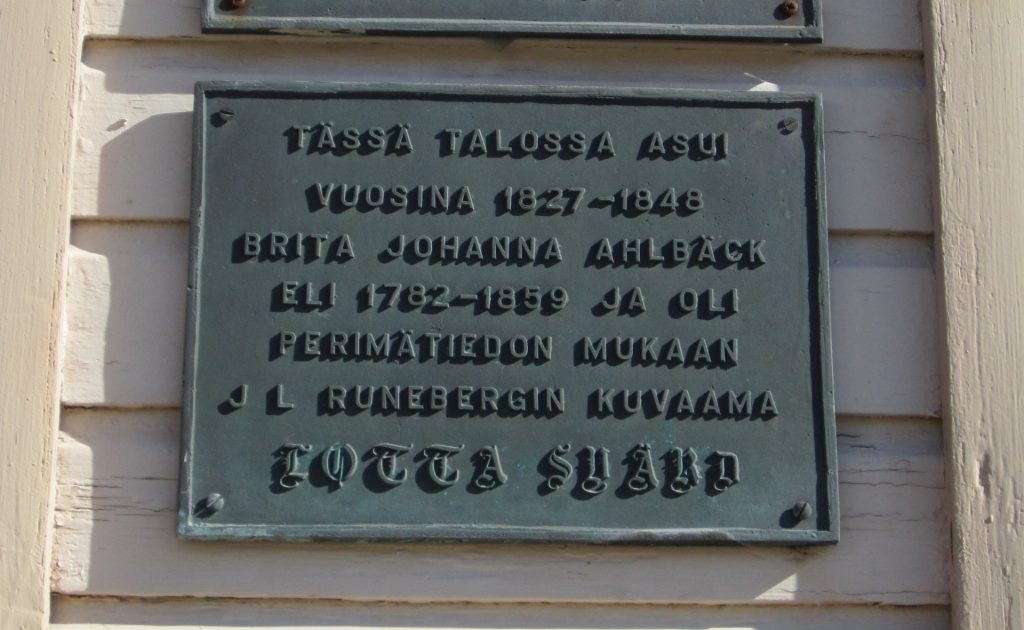 TÄSSÄ TALOSSA ASUI
VUOSINA 1827-1848
BRITA JOHANNA AHLBÄCK
ELI 1782-1859 JA OLI
PERIMÄTIEDON MUKAAN
J L RUNEBERGIN KUVAAMA
LOTTA SVÄRD